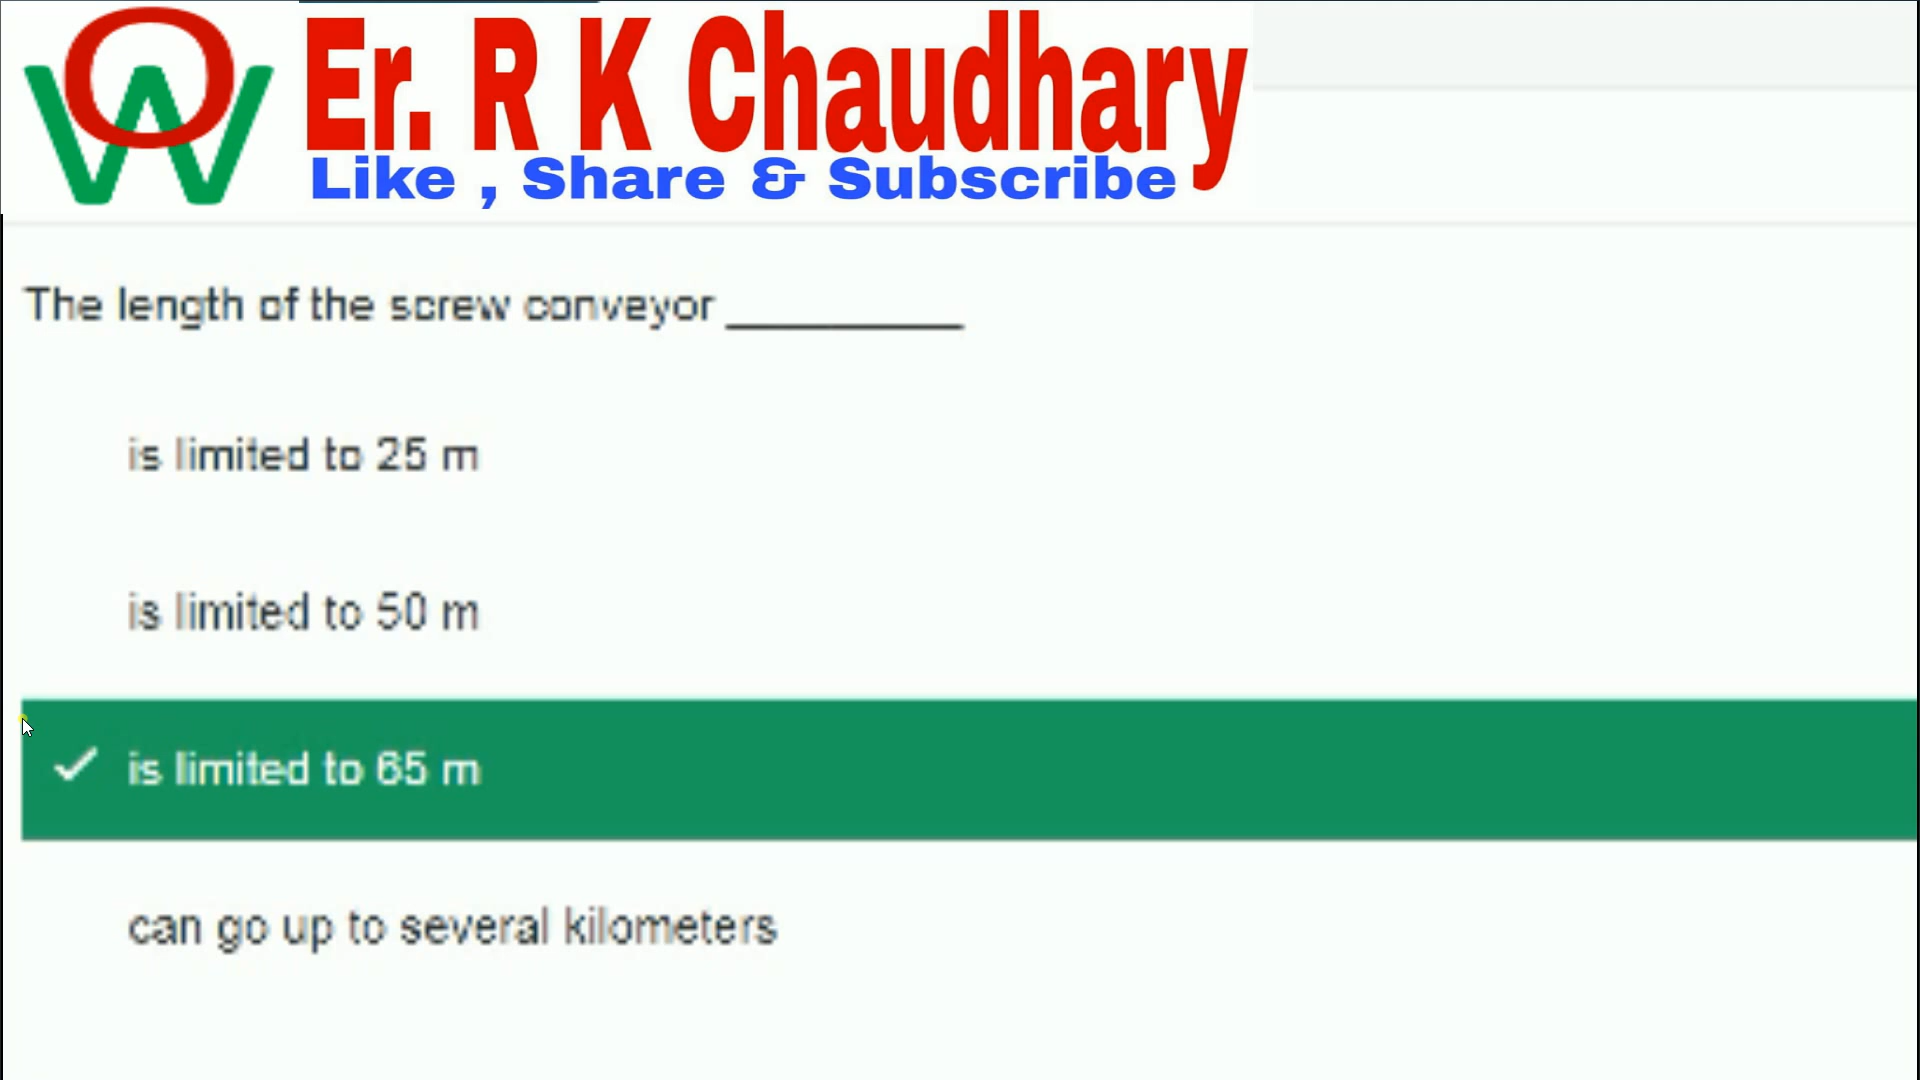 Er. R K Chaudhary
Like , Share & Subscribe
The length of the screw conveyor __________
is limited to 25 m
is limited to 50 m
is limited to 65 m
can go up to several kilometers